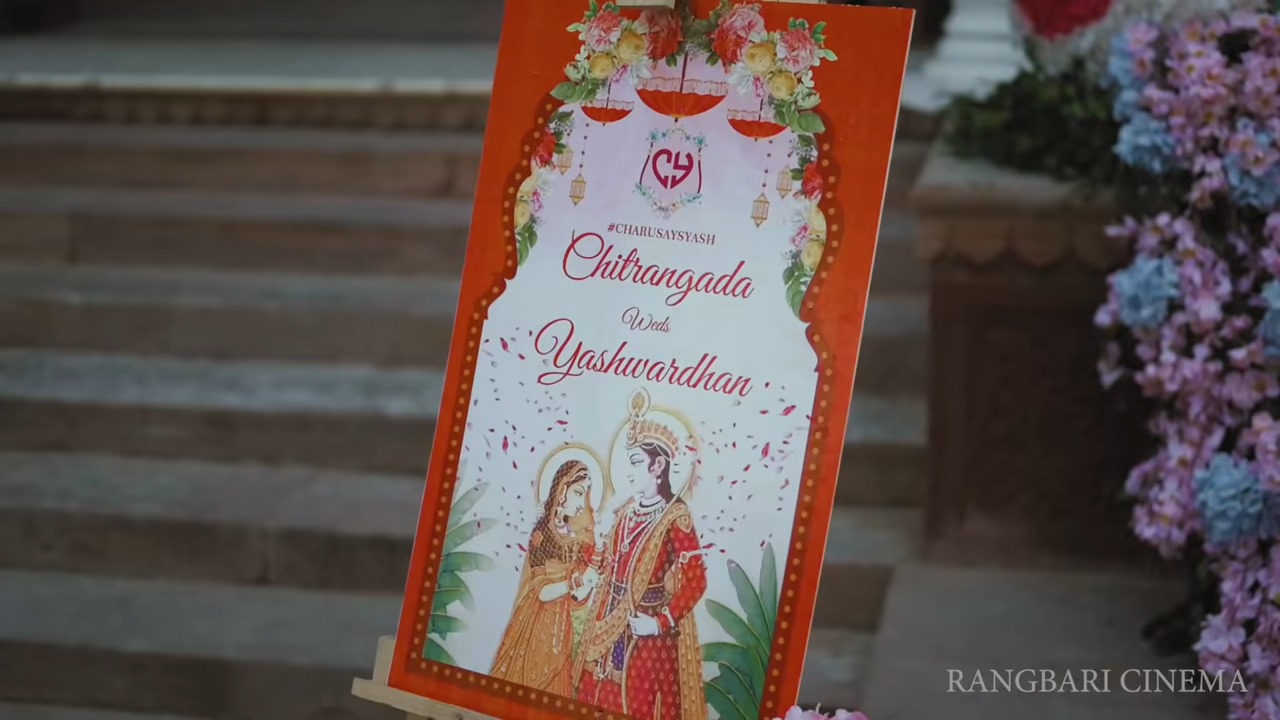 CY
#CHARUSAYSYASH
Chitrangada
Weds
Yashwardhan
RANGBARI CINEMA